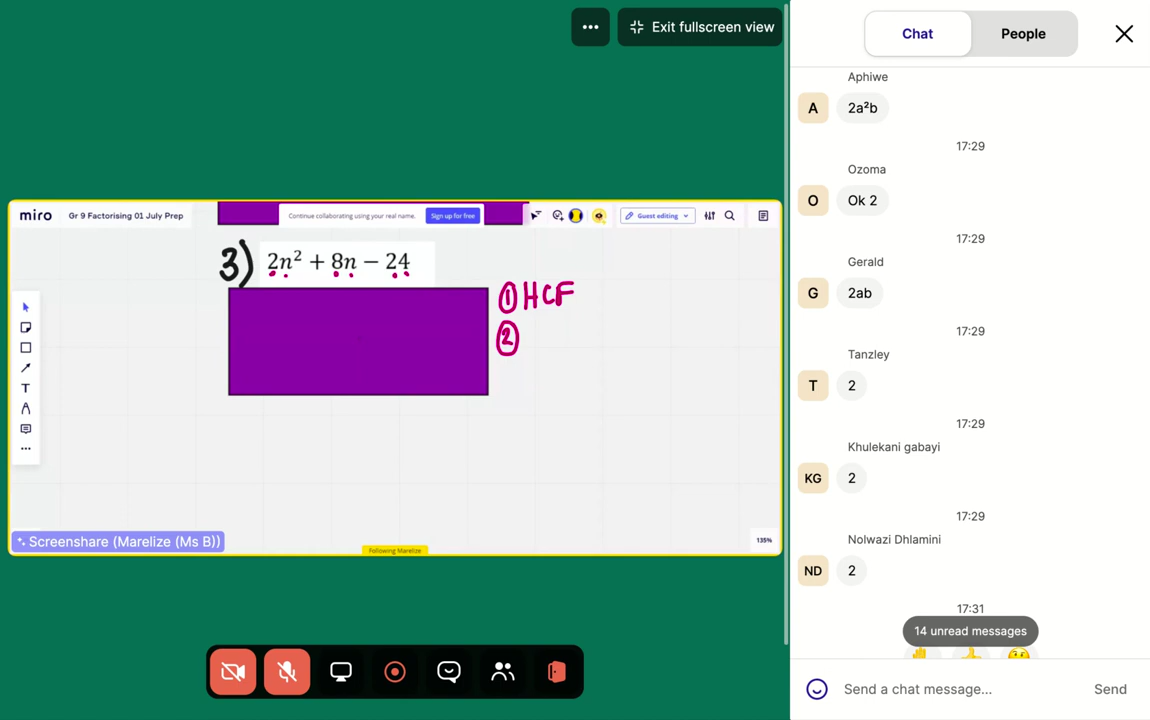 Exit fullscreen view
Chat
People
Aphiwe
A
2a²b
17:29
Ozoma
O
Ok 2
17:29
Gerald
G
2ab
17:29
Tanzley
T
2
17:29
Khulekani gabayi
KG
2
17:29
Nolwazi Dhlamini
ND
2
17:31
14 unread messages
Send a chat message...
Send
miro
Gr 9 Factorising 01 July Prep
Continue collaborating using your real name.
Sign up for free
Guest editing
3) 2n² + 8n − 24
① HCF
②
T
Screenshare (Marelize (Ms B))
Following Marelize
135%